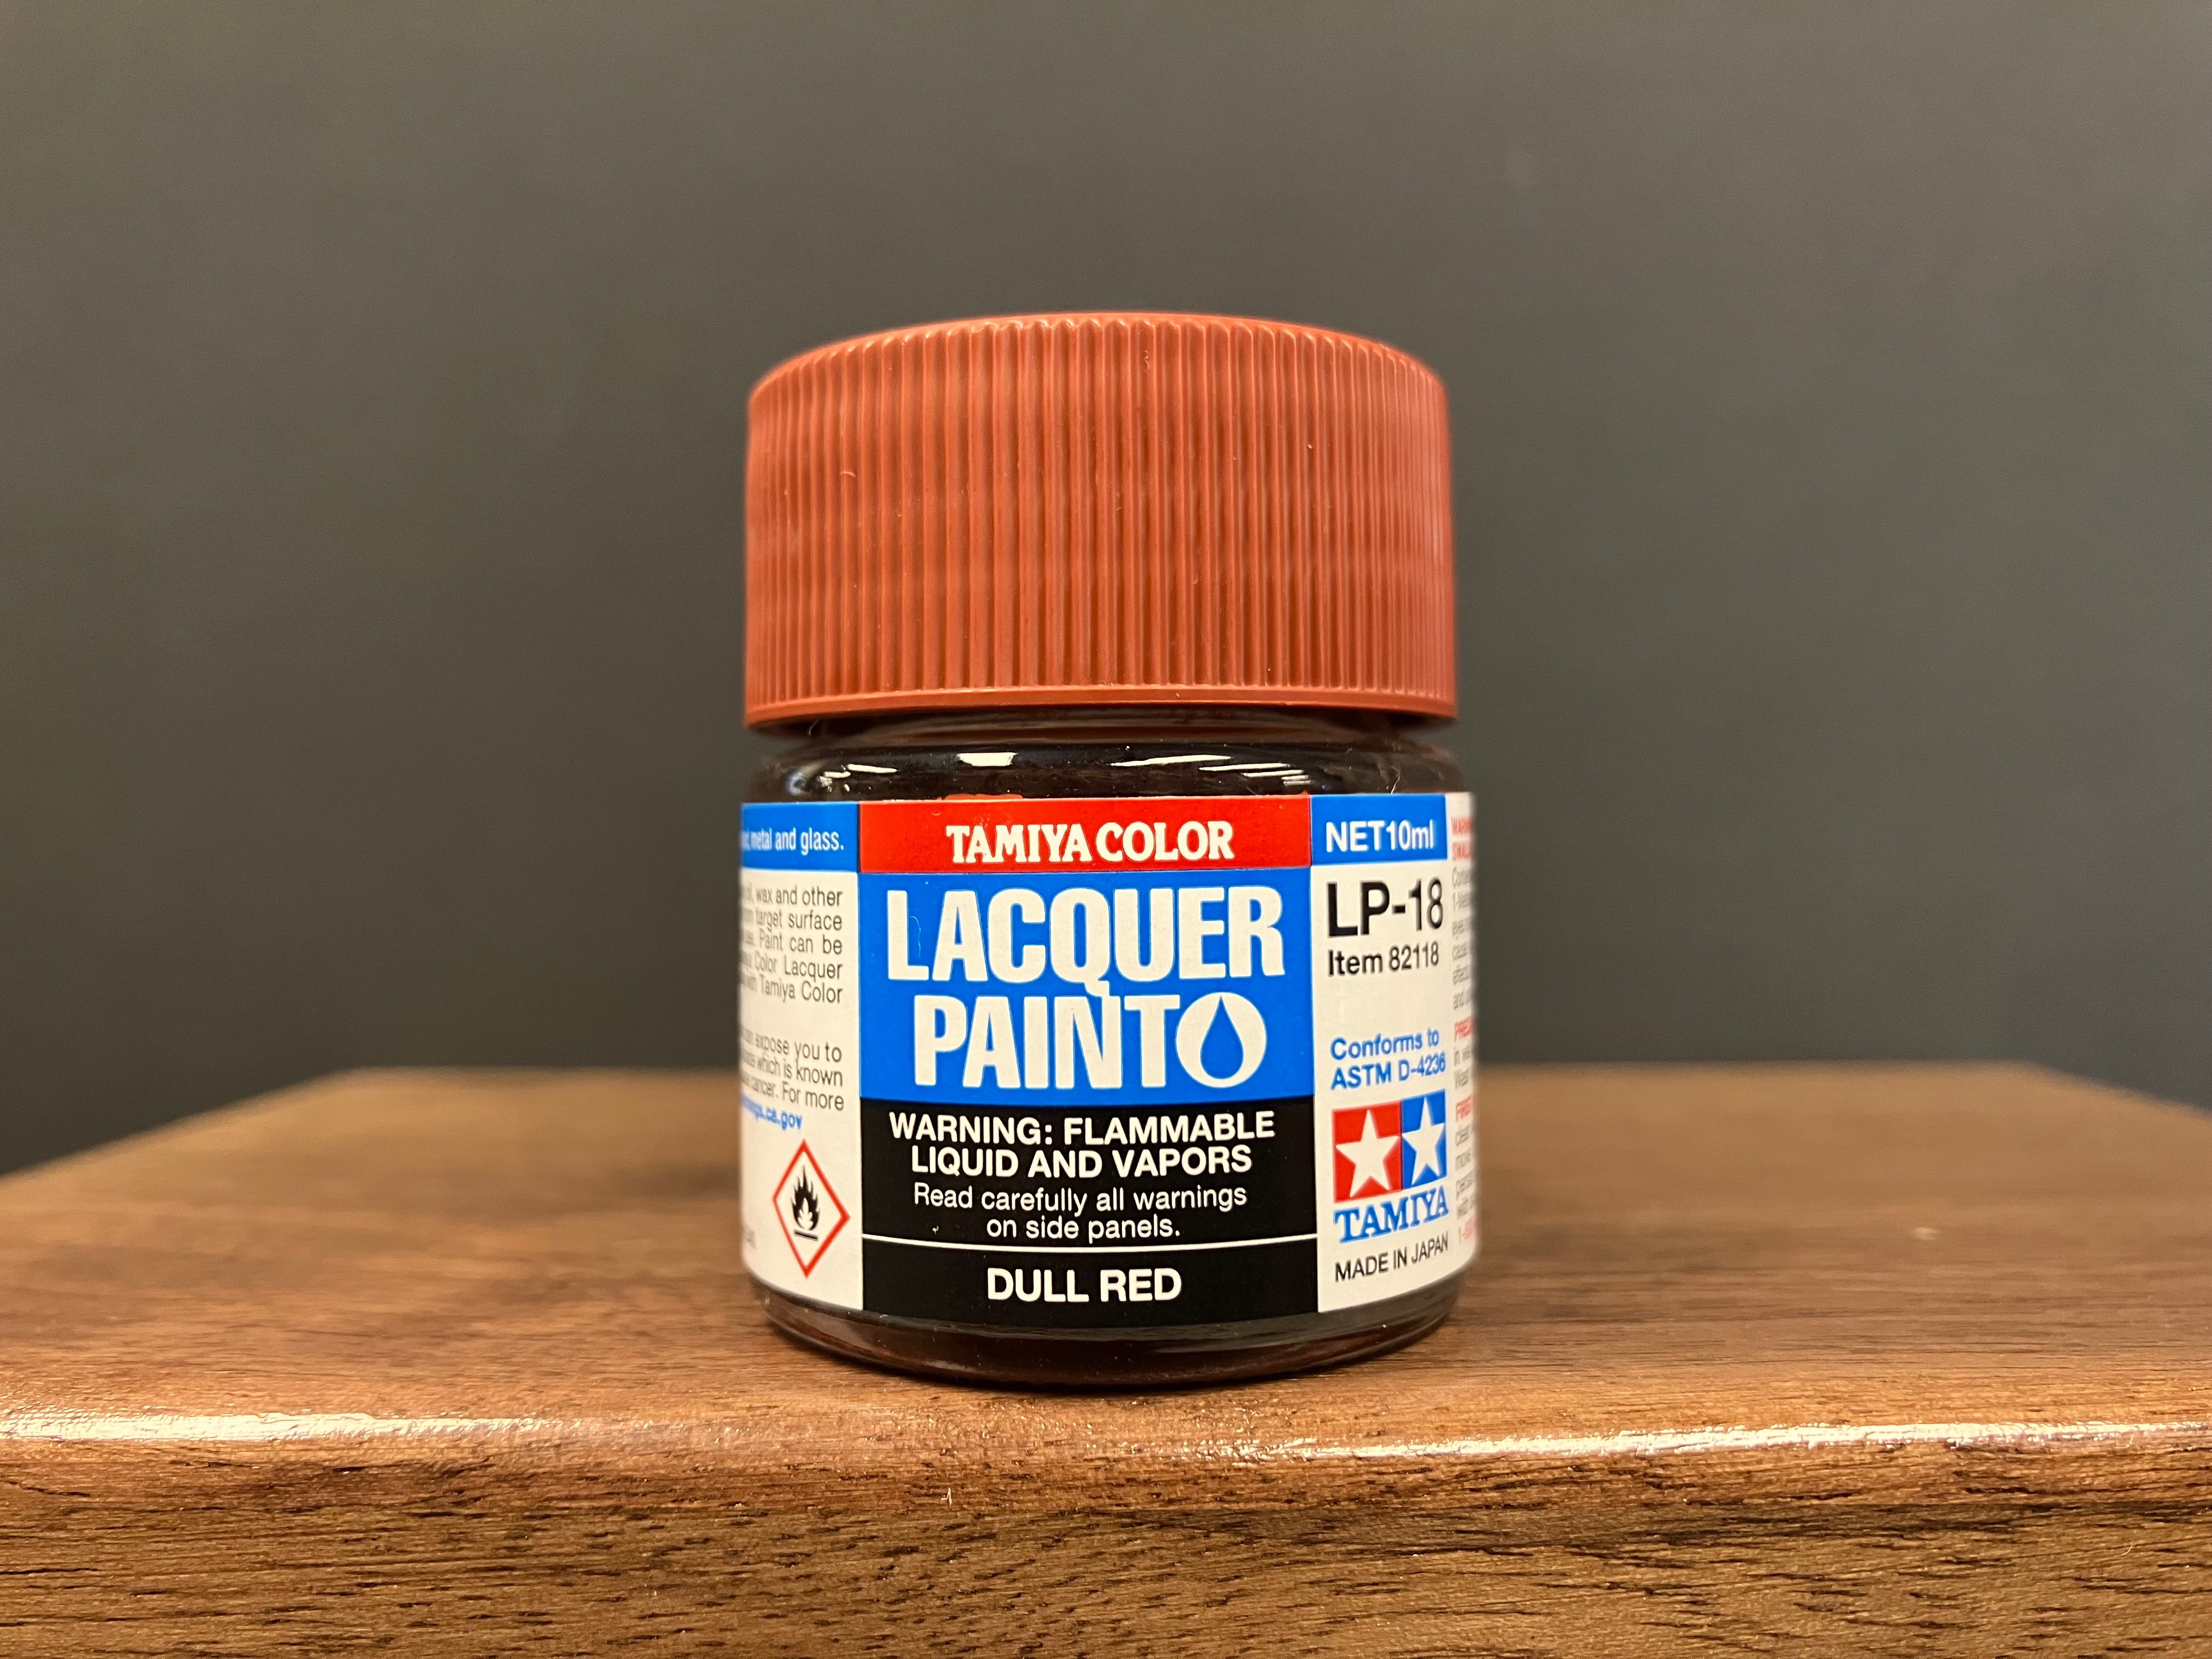 metal and glass.
oil, wax and other
target surface
Paint can be
Color Lacquer
with Tamiya Color
expose you to
which is known
cancer. For more
.ca.gov
TAMIYA COLOR
LACQUER
PAINT
WARNING: FLAMMABLE
LIQUID AND VAPORS
Read carefully all warnings
on side panels.
DULL RED
NET10ml
LP-18
Item 82118
Conforms to
ASTM D-4236
TAMIYA
MADE IN JAPAN